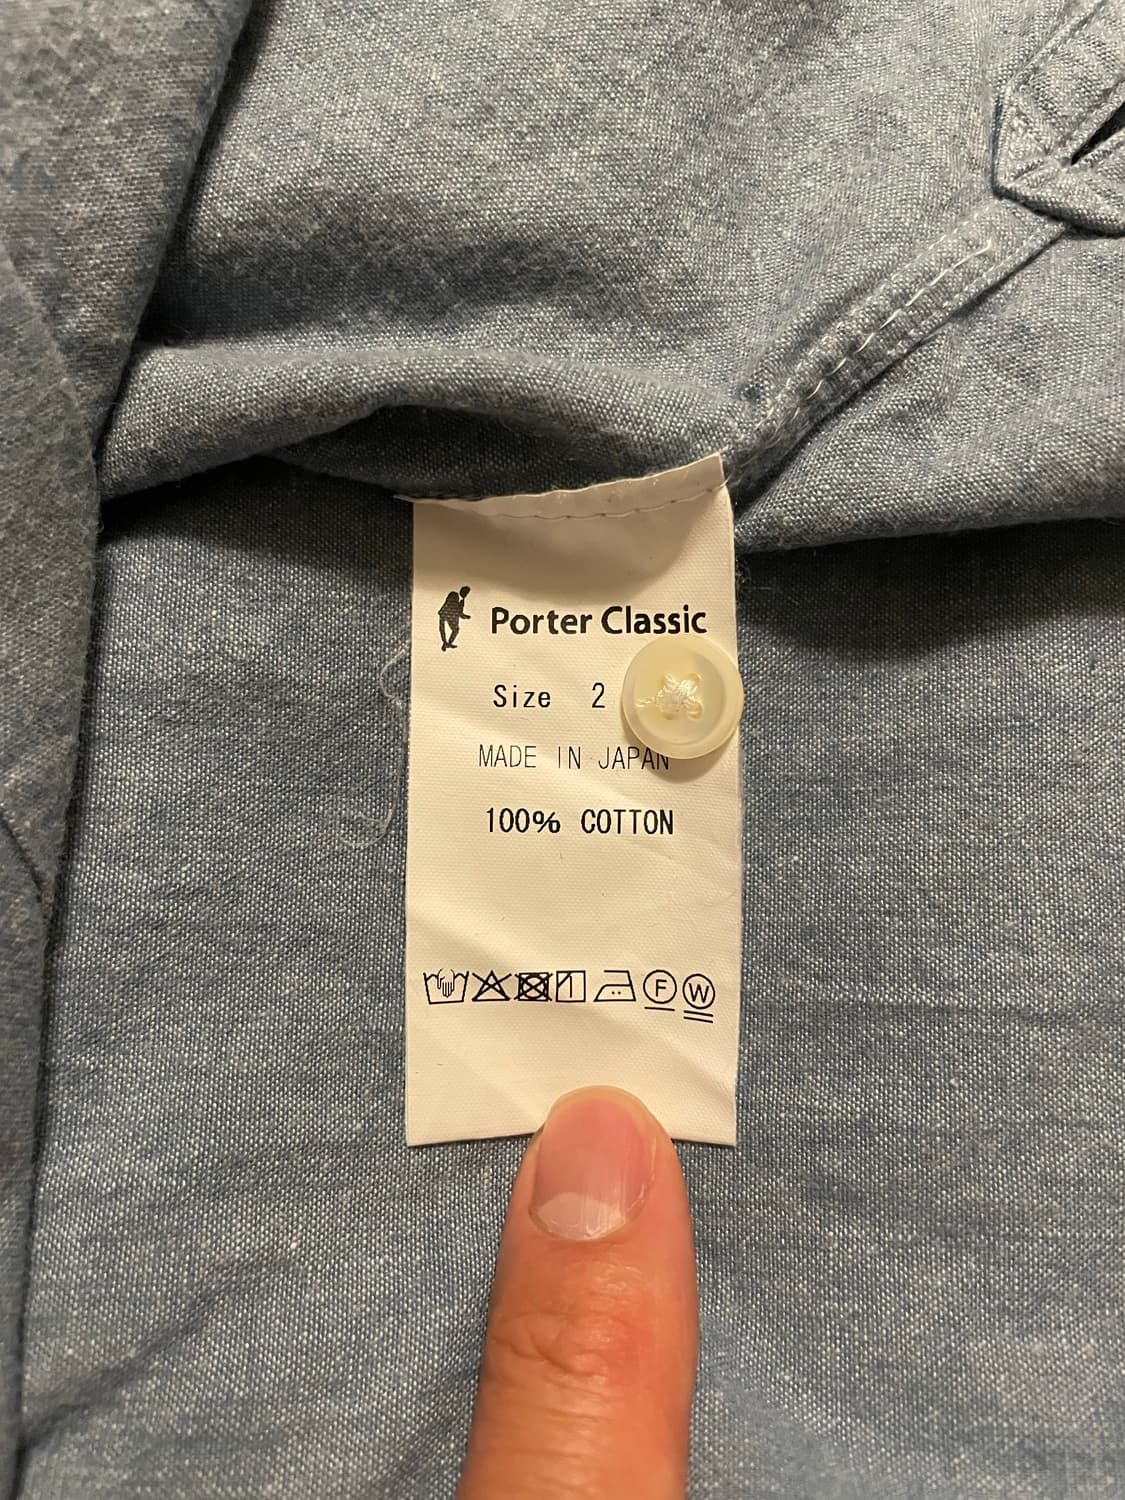 Porter Classic
Size 2
MADE IN JAPAN
100% COTTON
F W